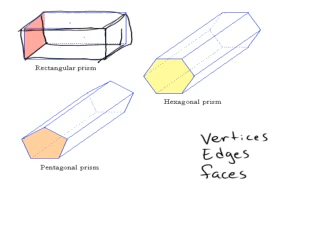 Rectangular prism
Hexagonal prism
Pentagonal prism
Vertices
Edges
faces